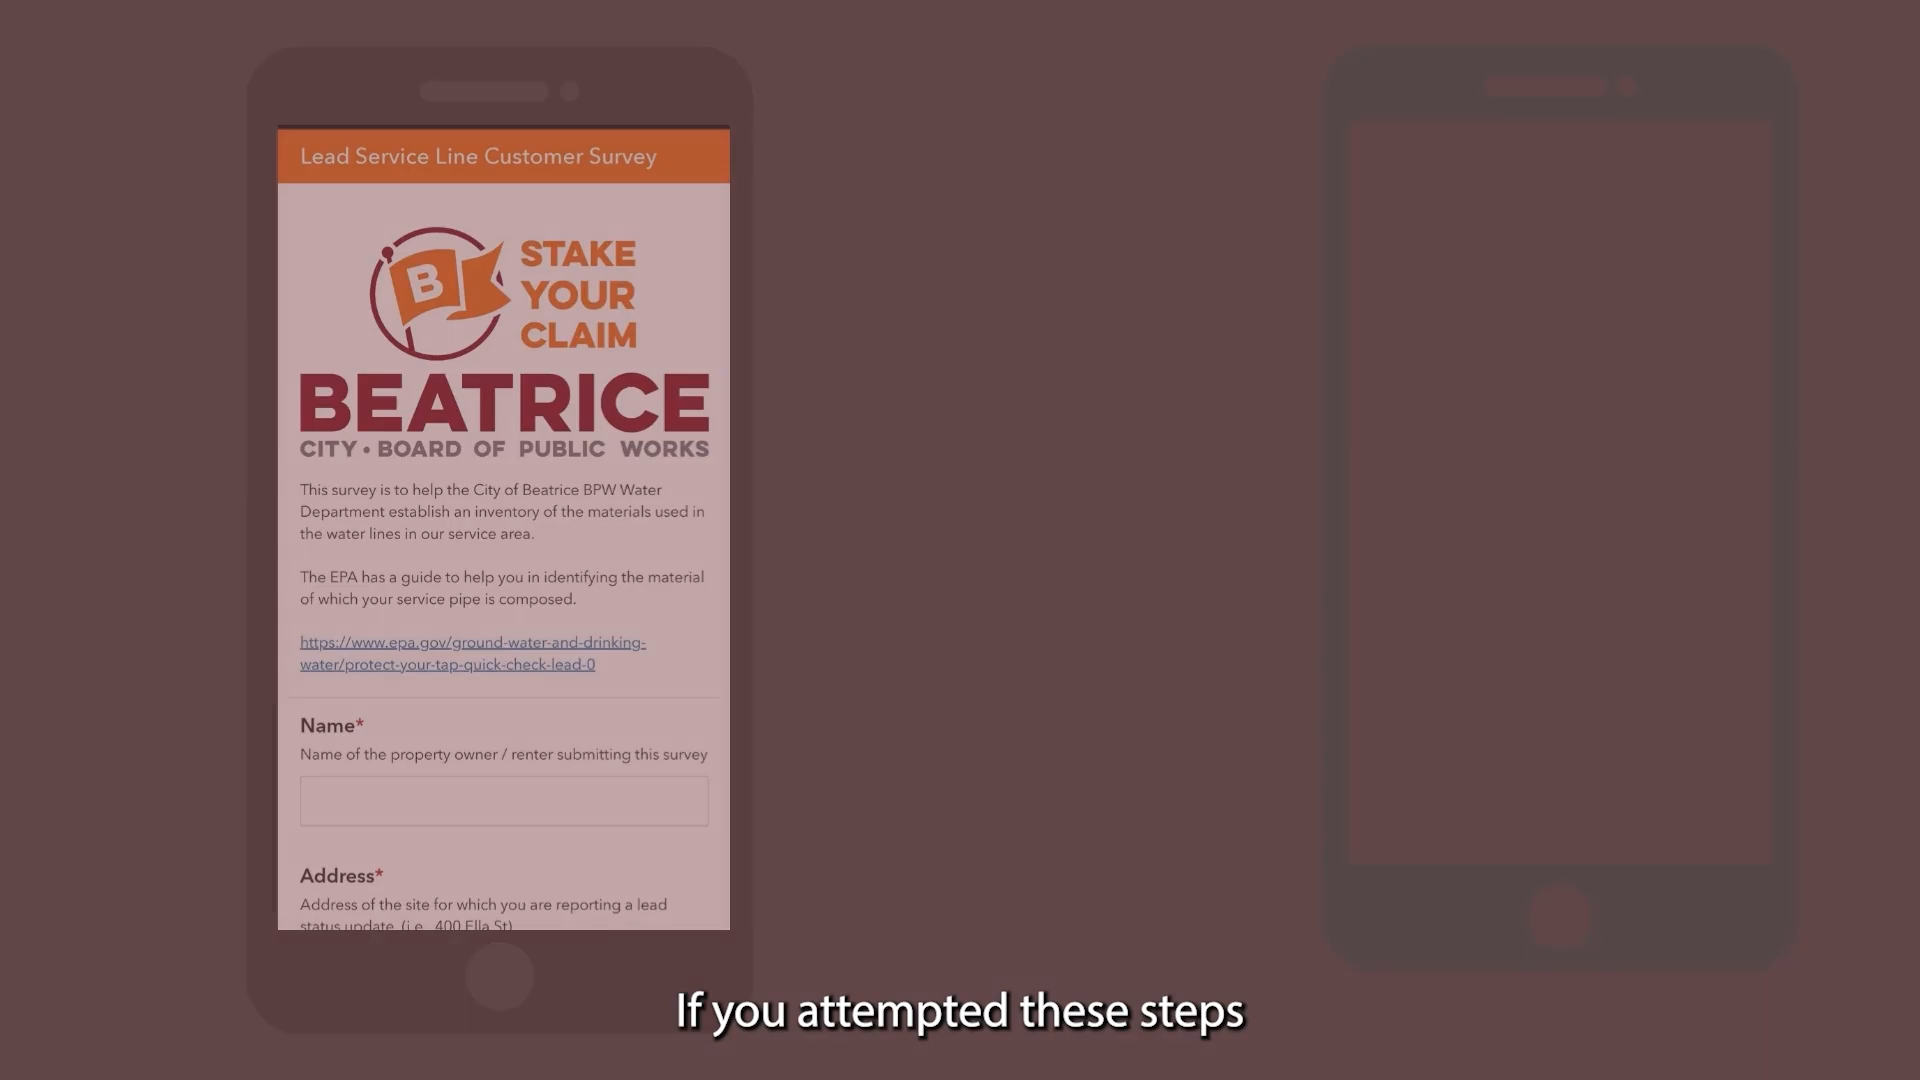 Lead Service Line Customer Survey
B
STAKE
YOUR
CLAIM
BEATRICE
CITY • BOARD OF PUBLIC WORKS
This survey is to help the City of Beatrice BPW Water
Department establish an inventory of the materials used in
the water lines in our service area.
The EPA has a guide to help you in identifying the material
of which your service pipe is composed.
https://www.epa.gov/ground-water-and-drinking-
water/protect-your-tap-quick-check-lead-0
Name*
Name of the property owner / renter submitting this survey
Address*
Address of the site for which you are reporting a lead
status update. (i.e., 400 Ella St)
If you attempted these steps